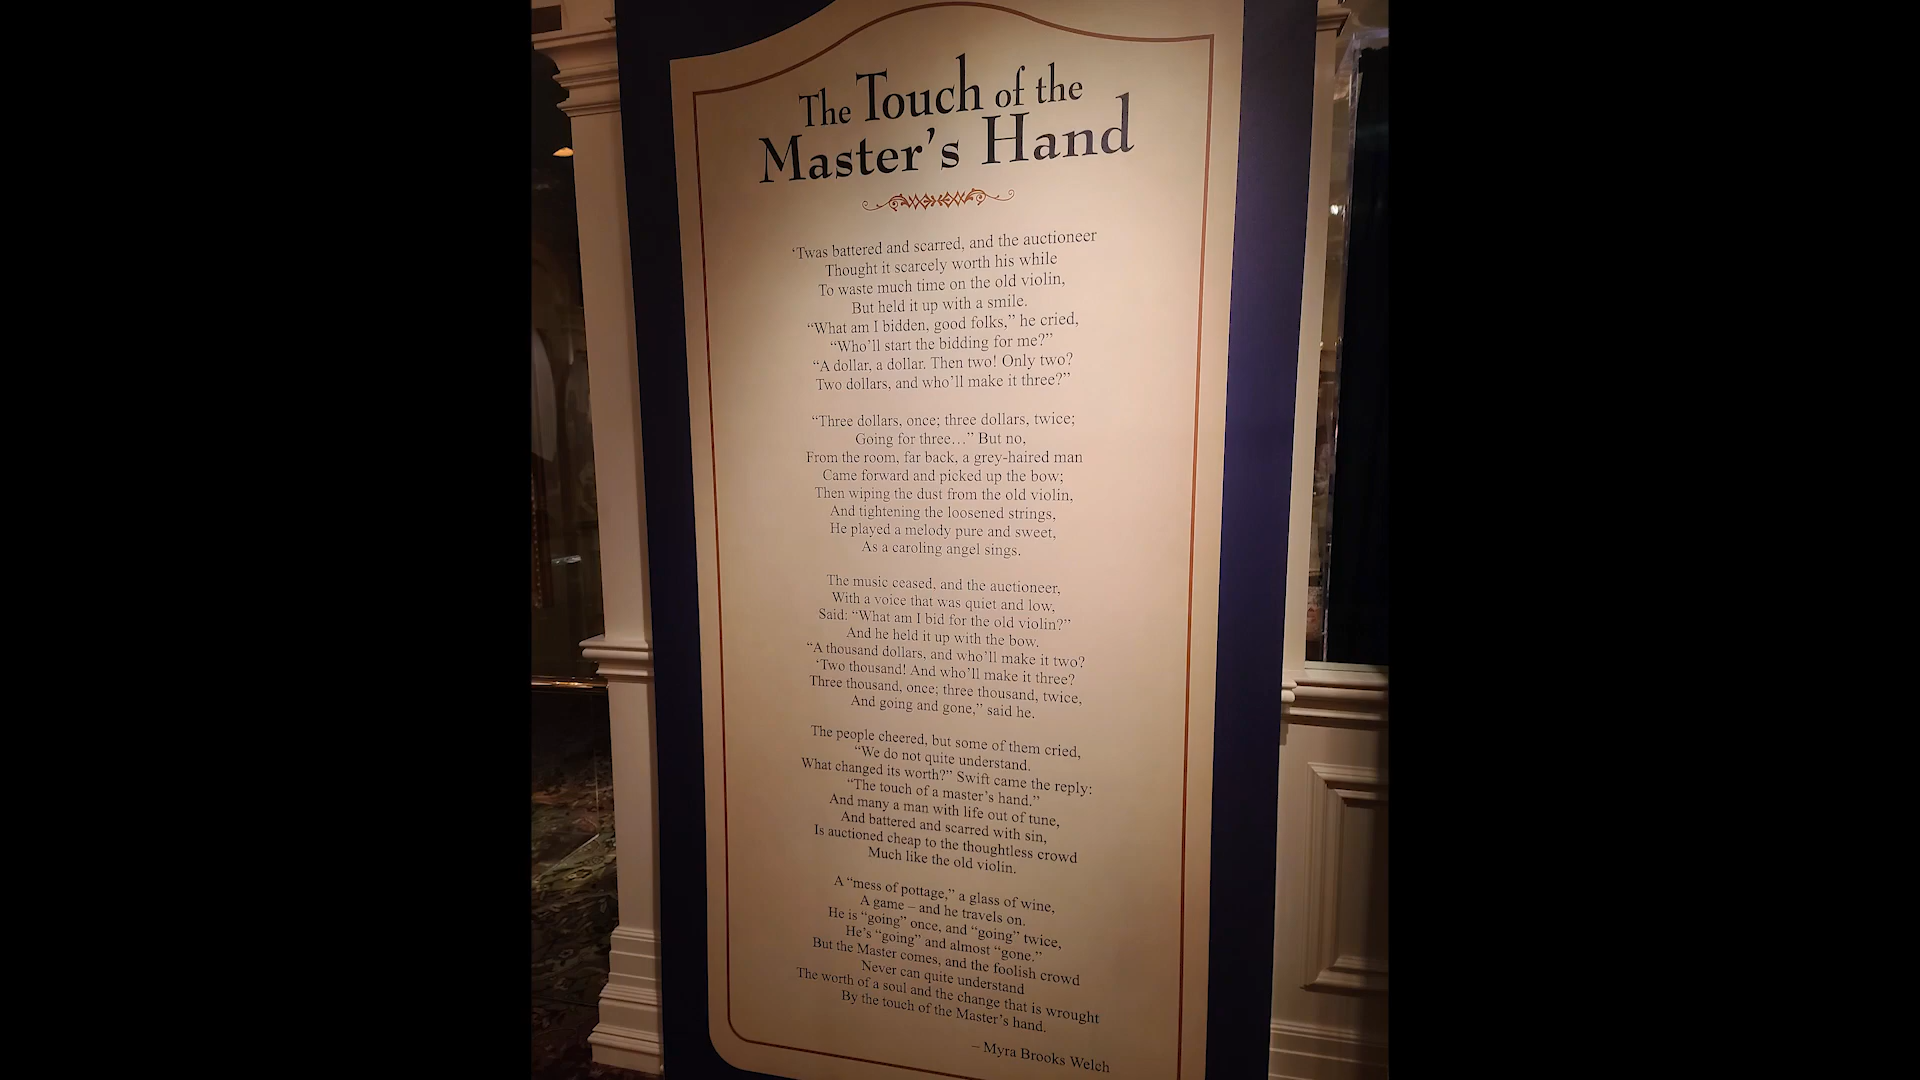 The Touch of the
Master's Hand
'Twas battered and scarred, and the auctioneer
Thought it scarcely worth his while
To waste much time on the old violin,
But held it up with a smile.
“What am I bidden, good folks,” he cried,
“Who'll start the bidding for me?”
“A dollar, a dollar. Then two! Only two?
Two dollars, and who'll make it three?”
“Three dollars, once; three dollars, twice;
Going for three…” But no,
From the room, far back, a grey-haired man
Came forward and picked up the bow;
Then wiping the dust from the old violin,
And tightening the loosened strings,
He played a melody pure and sweet,
As a caroling angel sings.
The music ceased, and the auctioneer,
With a voice that was quiet and low,
Said: “What am I bid for the old violin?”
And he held it up with the bow.
“A thousand dollars, and who'll make it two?
‘Two thousand! And who'll make it three?
Three thousand, once; three thousand, twice,
And going and gone,” said he.
The people cheered, but some of them cried,
“We do not quite understand.
What changed its worth?” Swift came the reply:
“The touch of a master's hand.”
And many a man with life out of tune,
And battered and scarred with sin,
Is auctioned cheap to the thoughtless crowd
Much like the old violin.
A “mess of pottage,” a glass of wine,
A game – and he travels on.
He is “going” once, and “going” twice,
He's “going” and almost “gone.”
But the Master comes, and the foolish crowd
Never can quite understand
The worth of a soul and the change that is wrought
By the touch of the Master's hand.
– Myra Brooks Welch